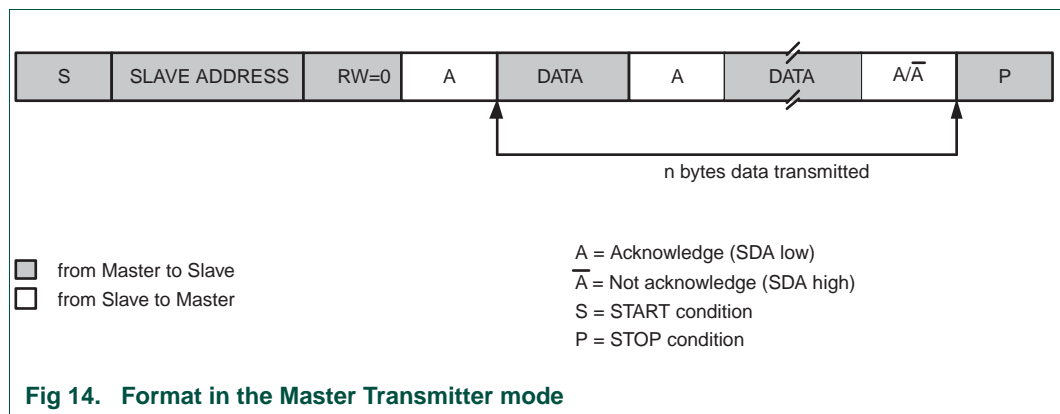 S SLAVE ADDRESS RW=0 A DATA A DATA A/A̅ P
n bytes data transmitted
from Master to Slave
from Slave to Master
A = Acknowledge (SDA low)
A̅ = Not acknowledge (SDA high)
S = START condition
P = STOP condition
Fig 14. Format in the Master Transmitter mode